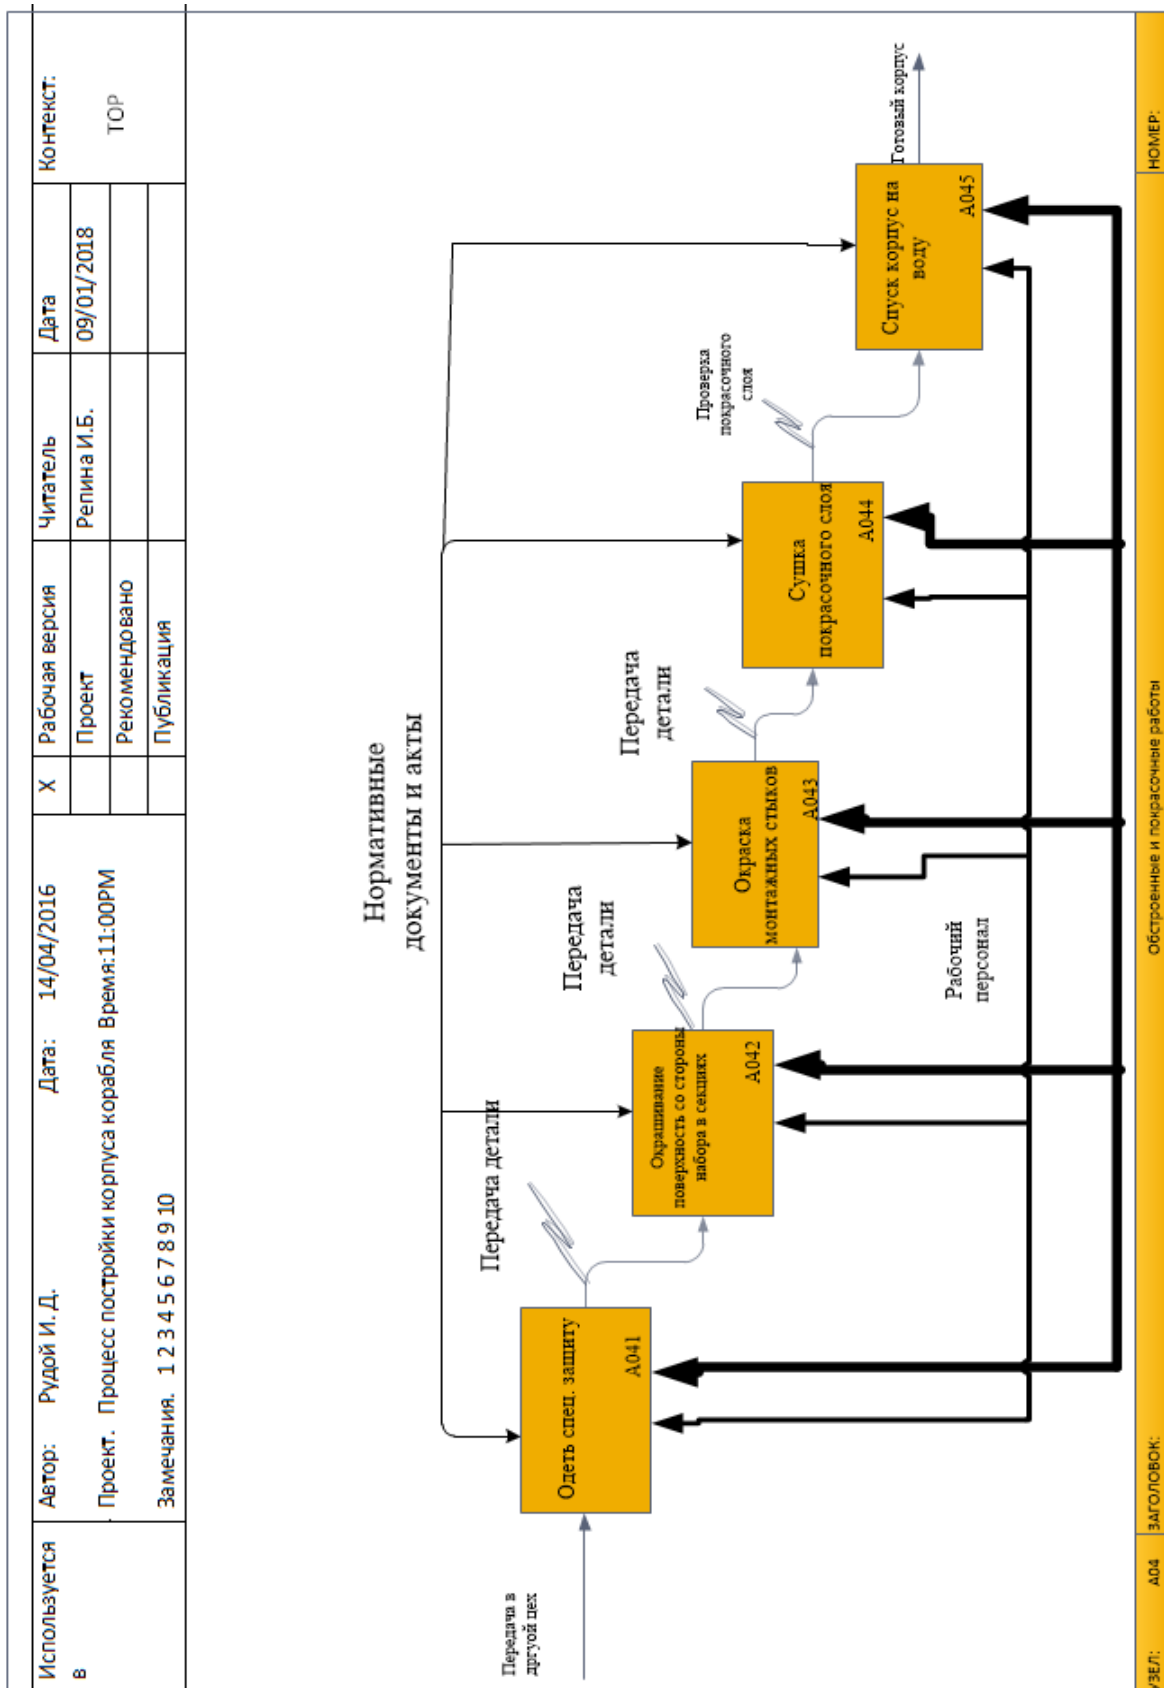 Используется
в
Автор: Рудой И. Д. Дата: 14/04/2016
Проект. Процесс постройки корпуса корабля Время:11:00PM
Замечания. 1 2 3 4 5 6 7 8 9 10
X Рабочая версия
Проект
Рекомендовано
Публикация
Читатель Дата
Репина И.Б. 09/01/2018
Контекст:
TOP
Нормативные
документы и акты
Передача в
дргуой цех
Одеть спец. защиту
A041
Передача детали
Окрашивание
поверхность со стороны
набора в секциях
A042
Передача
детали
Окраска
монтажных стыков
A043
Передача
детали
Сушка
покрасочного слоя
A044
Проверка
покрасочного
слоя
Спуск корпус на
воду
A045
Готовый корпус
Рабочий
персонал
УЗЕЛ: A04 ЗАГОЛОВОК: Обстроенные и покрасочные работы НОМЕР: